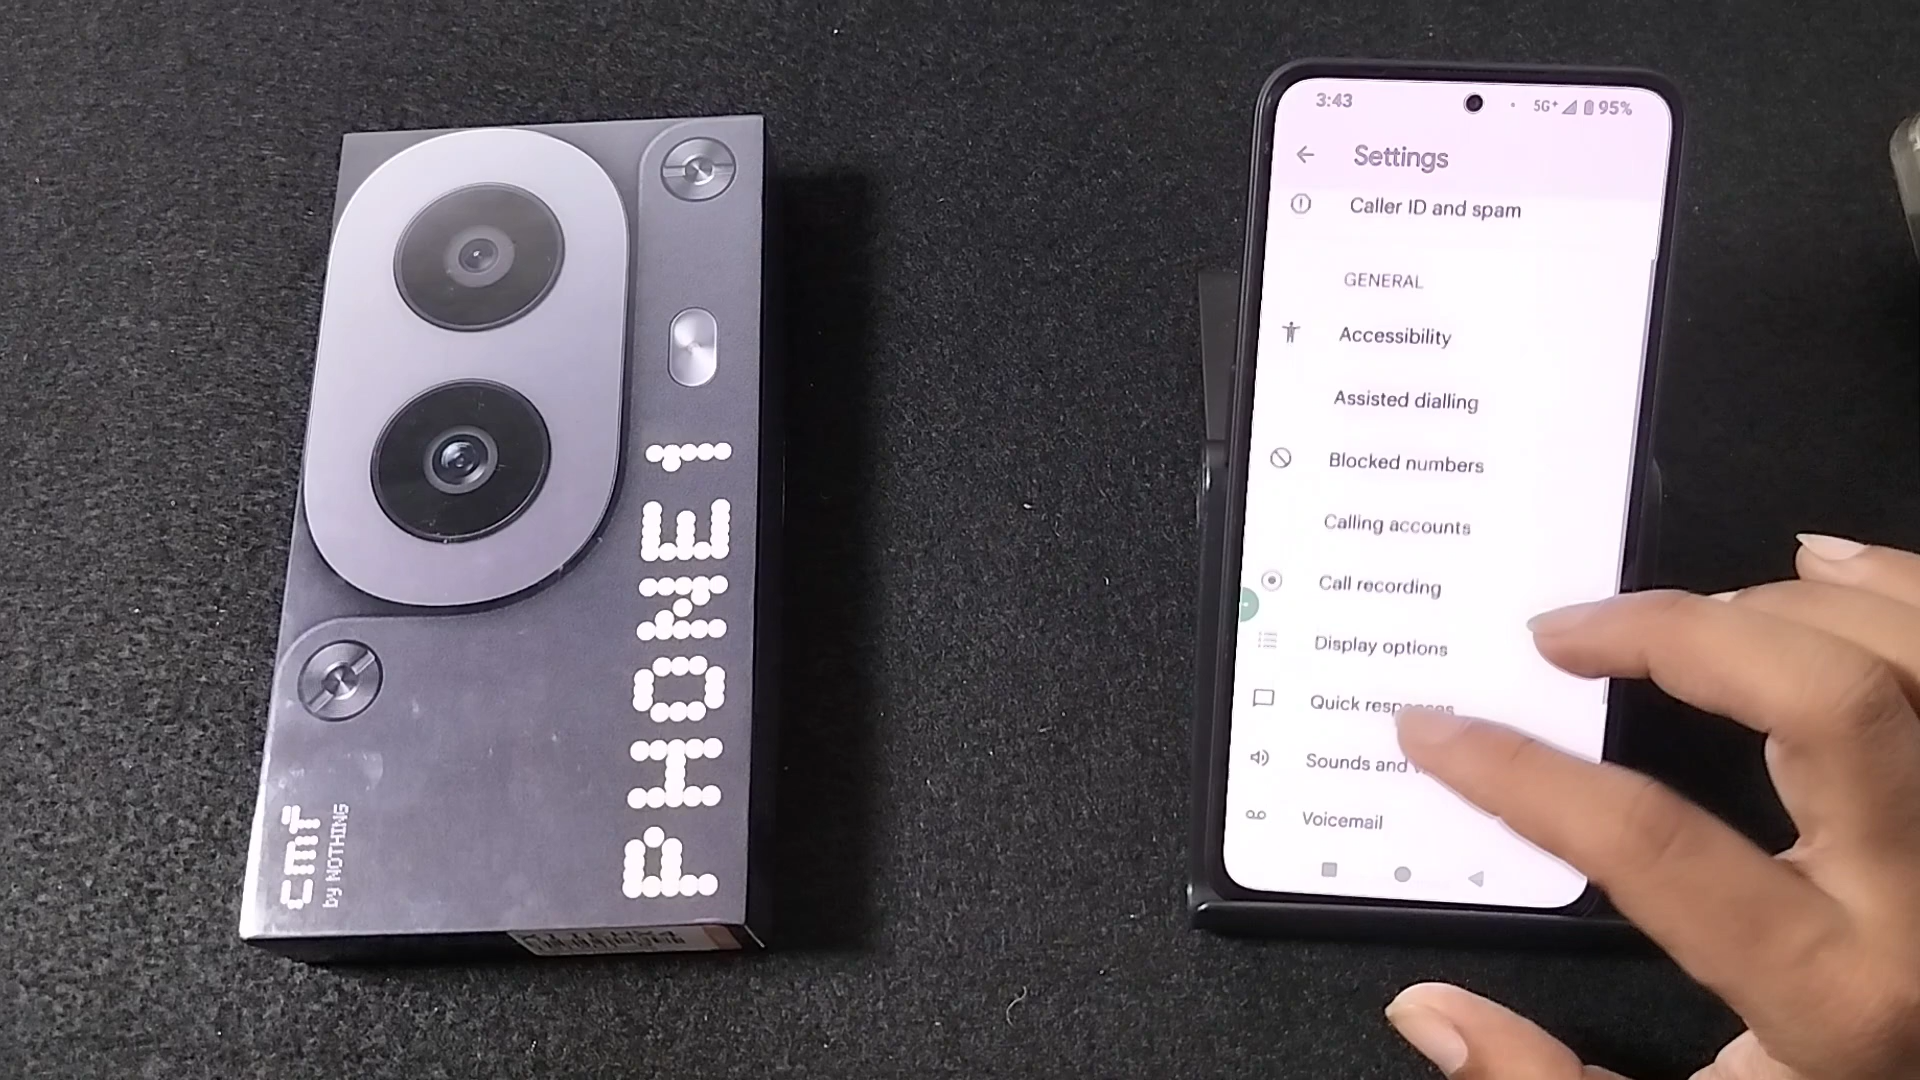 PHONE 1
cmf
by NOTHING
3:43
5G+
95%
Settings
Caller ID and spam
GENERAL
Accessibility
Assisted dialling
Blocked numbers
Calling accounts
Call recording
Display options
Quick responses
Sounds and
Voicemail